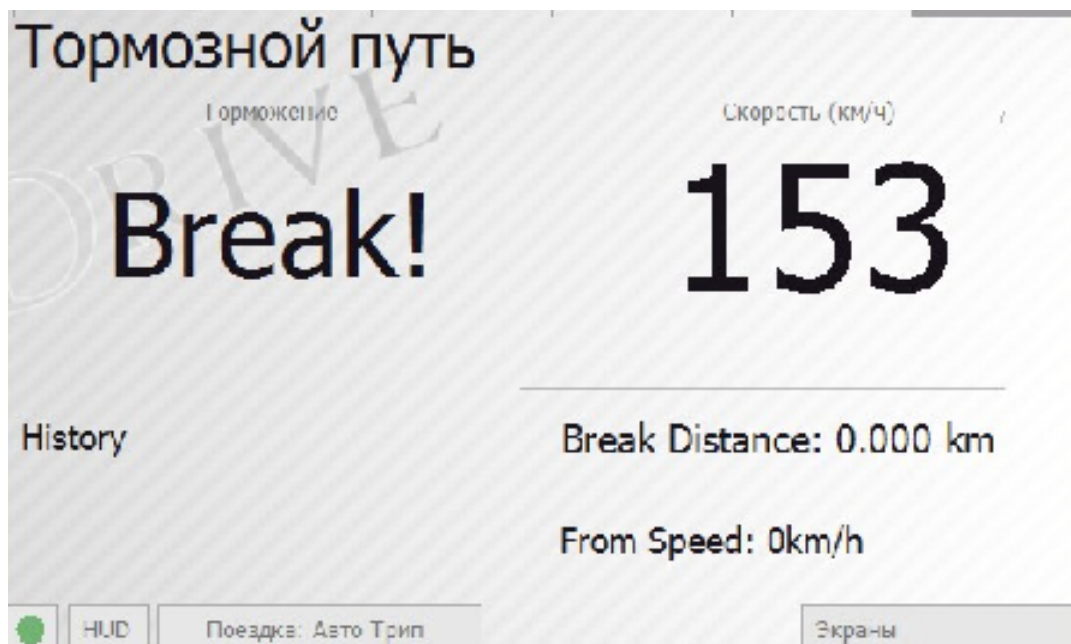 Тормозной путь
Торможение
Скорость (км/ч)
DRIVE
Break!
153
History
Break Distance: 0.000 km
From Speed: 0km/h
HUD
Поездка: Авто Трип
Экраны